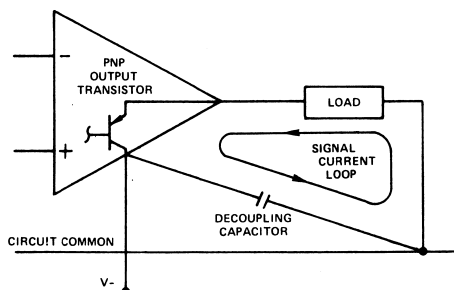 −
PNP
OUTPUT
TRANSISTOR
+
LOAD
SIGNAL
CURRENT
LOOP
DECOUPLING
CAPACITOR
CIRCUIT COMMON
V-